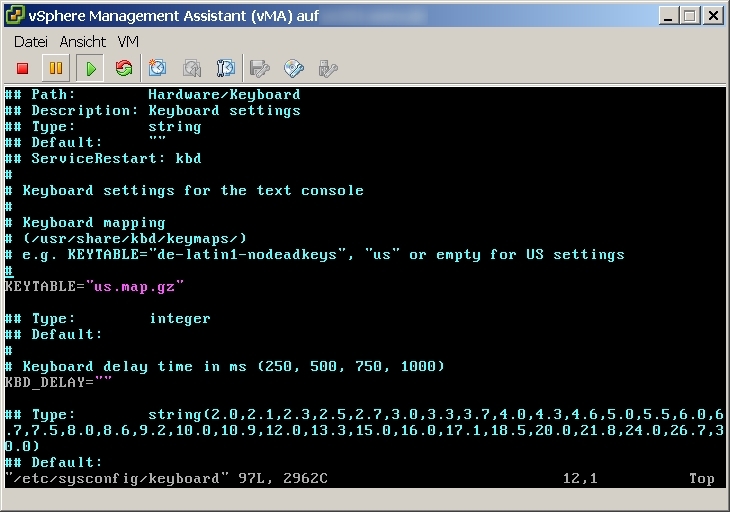 vSphere Management Assistant (vMA) auf
Datei Ansicht VM
## Path: Hardware/Keyboard
## Description: Keyboard settings
## Type: string
## Default: ""
## ServiceRestart: kbd
#
# Keyboard settings for the text console
#
# Keyboard mapping
# (/usr/share/kbd/keymaps/)
# e.g. KEYTABLE="de-latin1-nodeadkeys", "us" or empty for US settings
#
KEYTABLE="us.map.gz"
## Type: integer
## Default:
#
# Keyboard delay time in ms (250, 500, 750, 1000)
KBD_DELAY=""
## Type: string(2.0,2.1,2.3,2.5,2.7,3.0,3.3,3.7,4.0,4.3,4.6,5.0,5.5,6.0,6
.7,7.5,8.0,8.6,9.2,10.0,10.9,12.0,13.3,15.0,16.0,17.1,18.5,20.0,21.8,24.0,26.7,3
0.0)
## Default:
"/etc/sysconfig/keyboard" 97L, 2962C 12,1 Top